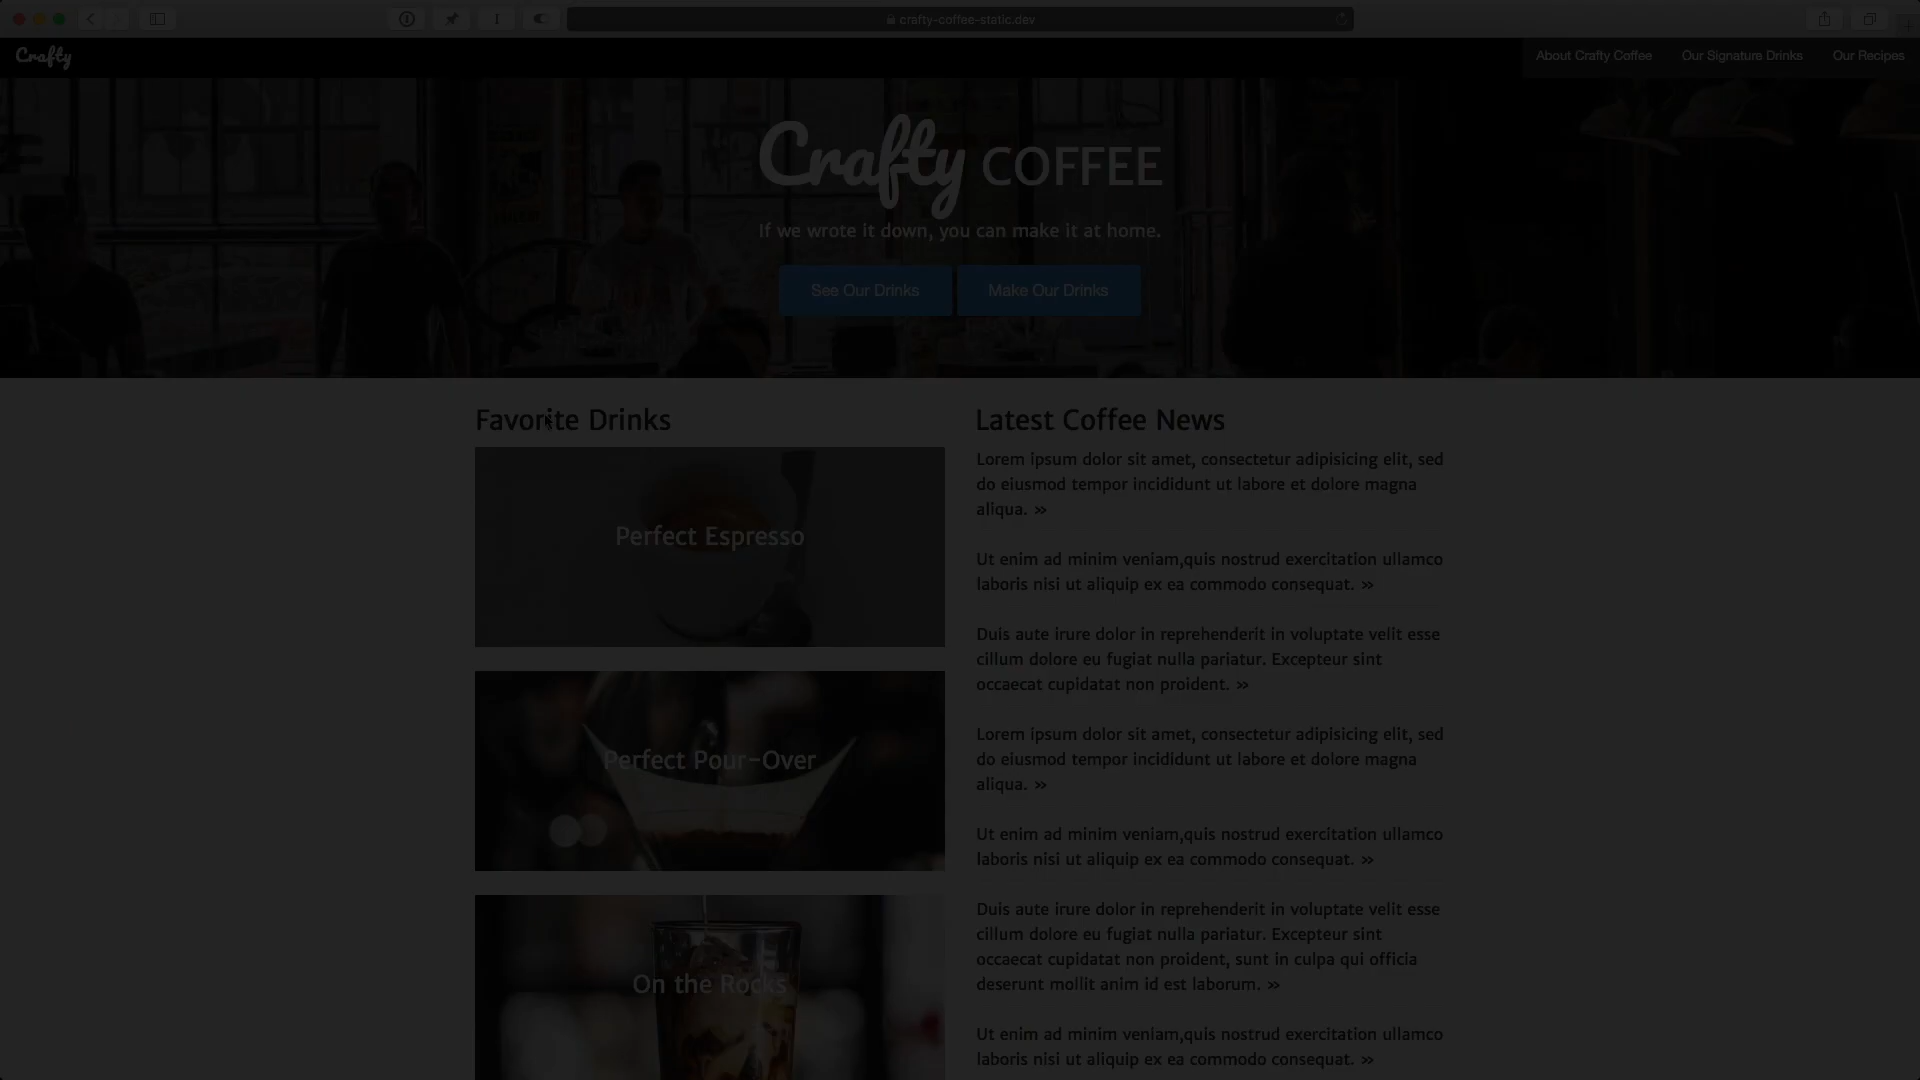 crafty-coffee-static.dev
Crafty
About Crafty Coffee
Our Signature Drinks
Our Recipes
Crafty COFFEE
If we wrote it down, you can make it at home.
See Our Drinks
Make Our Drinks
Favorite Drinks
Perfect Espresso
Perfect Pour-Over
On the Rocks
Latest Coffee News
Lorem ipsum dolor sit amet, consectetur adipisicing elit, sed
do eiusmod tempor incididunt ut labore et dolore magna
aliqua. »
Ut enim ad minim veniam,quis nostrud exercitation ullamco
laboris nisi ut aliquip ex ea commodo consequat. »
Duis aute irure dolor in reprehenderit in voluptate velit esse
cillum dolore eu fugiat nulla pariatur. Excepteur sint
occaecat cupidatat non proident. »
Lorem ipsum dolor sit amet, consectetur adipisicing elit, sed
do eiusmod tempor incididunt ut labore et dolore magna
aliqua. »
Ut enim ad minim veniam,quis nostrud exercitation ullamco
laboris nisi ut aliquip ex ea commodo consequat. »
Duis aute irure dolor in reprehenderit in voluptate velit esse
cillum dolore eu fugiat nulla pariatur. Excepteur sint
occaecat cupidatat non proident, sunt in culpa qui officia
deserunt mollit anim id est laborum. »
Ut enim ad minim veniam,quis nostrud exercitation ullamco
laboris nisi ut aliquip ex ea commodo consequat. »